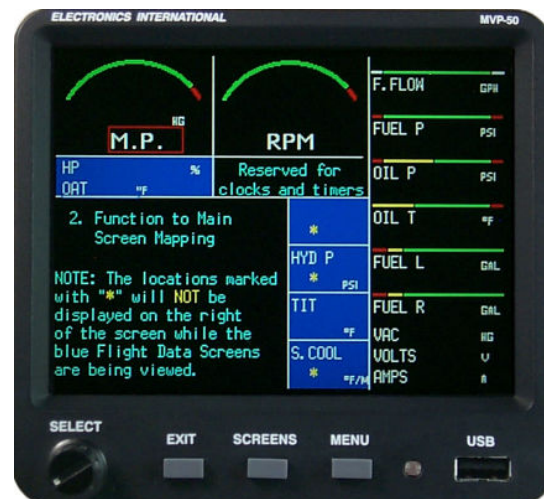 ELECTRONICS INTERNATIONAL
MVP-50
HG
M.P.
RPM
HP %
OAT °F
Reserved for
clocks and timers
2. Function to Main
Screen Mapping
NOTE: The locations marked
with "*" will NOT be
displayed on the right
of the screen while the
blue Flight Data Screens
are being viewed.
*
HYD P
* PSI
TIT
°F
S.COOL
* °F/M
F.FLOW GPH
FUEL P PSI
OIL P PSI
OIL T °F
FUEL L GAL
FUEL R GAL
VAC HG
VOLTS V
AMPS A
SELECT
EXIT
SCREENS
MENU
USB